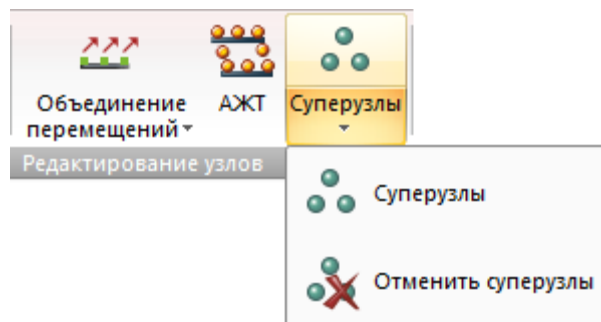 Объединение
перемещений
АЖТ
Суперузлы
Редактирование узлов
Суперузлы
Отменить суперузлы